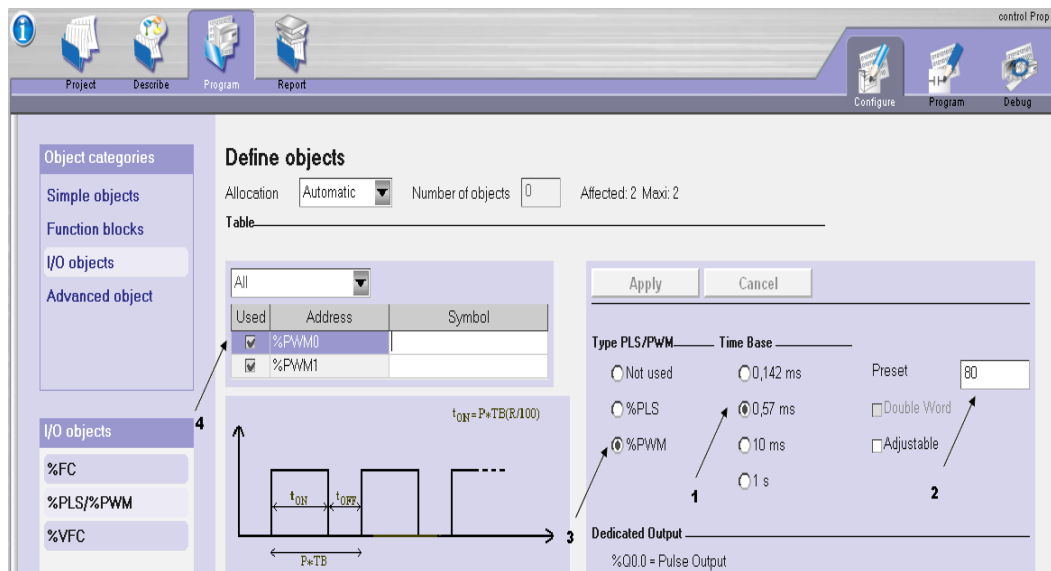 control Prop
Project
Describe
Program
Report
Configure
Program
Debug
Object categories
Simple objects
Function blocks
I/O objects
Advanced object
I/O objects
%FC
%PLS/%PWM
%VFC
Define objects
Allocation Automatic Number of objects 0 Affected: 2 Maxi: 2
Table
All
Used Address Symbol
%PWM0
%PWM1
4
tON=P*TB(R/100)
tON tOFF
P*TB
Apply Cancel
Type PLS/PWM Time Base
Not used 0,142 ms Preset 80
%PLS 0,57 ms Double Word
%PWM 10 ms Adjustable
1 s
1
2
3
Dedicated Output
%Q0.0 = Pulse Output